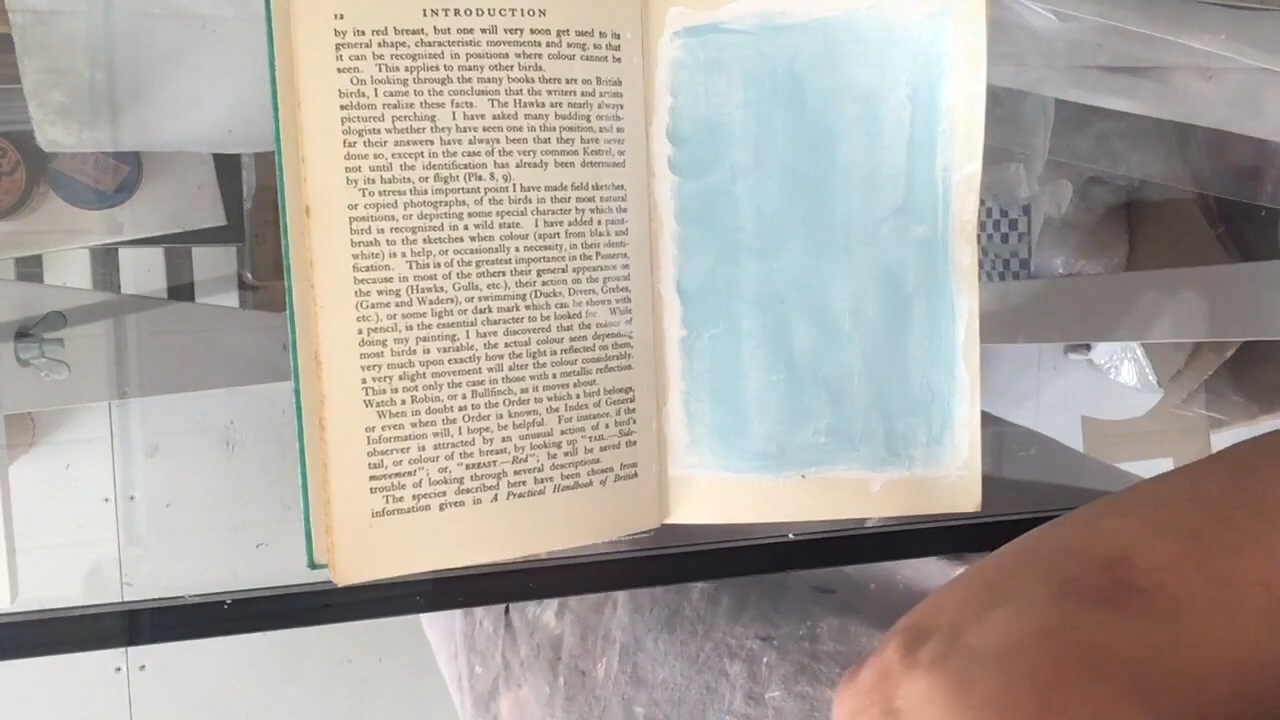 12 INTRODUCTION
by its red breast, but one will very soon get used to its
general shape, characteristic movements and song, so that
it can be recognized in positions where colour cannot be
seen. This applies to many other birds.
On looking through the many books there are on British
birds, I came to the conclusion that the writers and artists
seldom realize these facts. The Hawks are nearly always
pictured perching. I have asked many budding ornith-
ologists whether they have seen one in this position, and so
far their answers have always been that they have never
done so, except in the case of the very common Kestrel, or
not until the identification has already been determined
by its habits, or flight (Pls. 8, 9).
To stress this important point I have made field sketches,
or copied photographs, of the birds in their most natural
positions, or depicting some special character by which the
bird is recognized in a wild state. I have added a paint-
brush to the sketches when colour (apart from black and
white) is a help, or occasionally a necessity, in their identi-
fication. This is of the greatest importance in the Passeres,
because in most of the others their general appearance on
the wing (Hawks, Gulls, etc.), their action on the ground
(Game and Waders), or swimming (Ducks, Divers, Grebes,
etc.), or some light or dark mark which can be shown with
a pencil, is the essential character to be looked for. While
doing my painting, I have discovered that the colour of
most birds is variable, the actual colour seen depending
very much upon exactly how the light is reflected on them,
a very slight movement will alter the colour considerably.
This is not only the case in those with a metallic reflection.
Watch a Robin, or a Bullfinch, as it moves about.
When in doubt as to the Order to which a bird belongs,
or even when the Order is known, the Index of General
Information will, I hope, be helpful. For instance, if the
observer is attracted by an unusual action of a bird's
tail, or colour of the breast, by looking up "TAIL.—Side-
movement"; or, "BREAST.—Red"; he will be saved the
trouble of looking through several descriptions.
The species described here have been chosen from
information given in A Practical Handbook of British